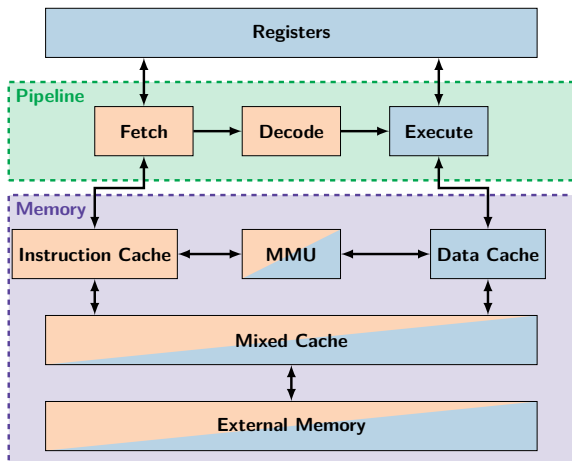 Registers
Pipeline
Fetch
Decode
Execute
Memory
Instruction Cache
MMU
Data Cache
Mixed Cache
External Memory